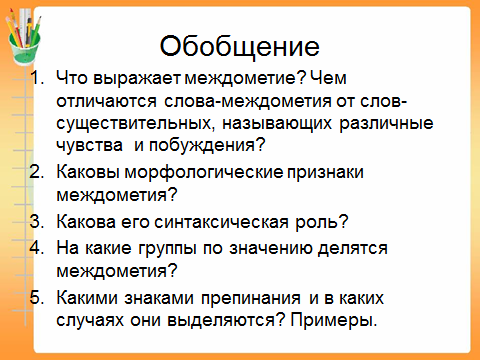 Обобщение
1. Что выражает междометие? Чем
отличаются слова-междометия от слов-
существительных, называющих различные
чувства и побуждения?
2. Каковы морфологические признаки
междометия?
3. Какова его синтаксическая роль?
4. На какие группы по значению делятся
междометия?
5. Какими знаками препинания и в каких
случаях они выделяются? Примеры.